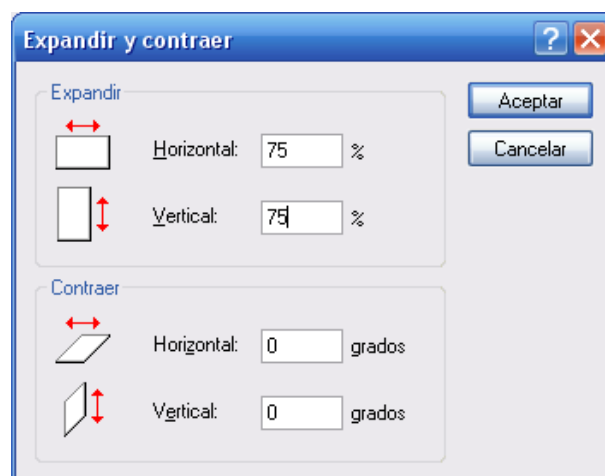 Expandir y contraer
Expandir
Horizontal: 75 %
Vertical: 75 %
Aceptar
Cancelar
Contraer
Horizontal: 0 grados
Vertical: 0 grados